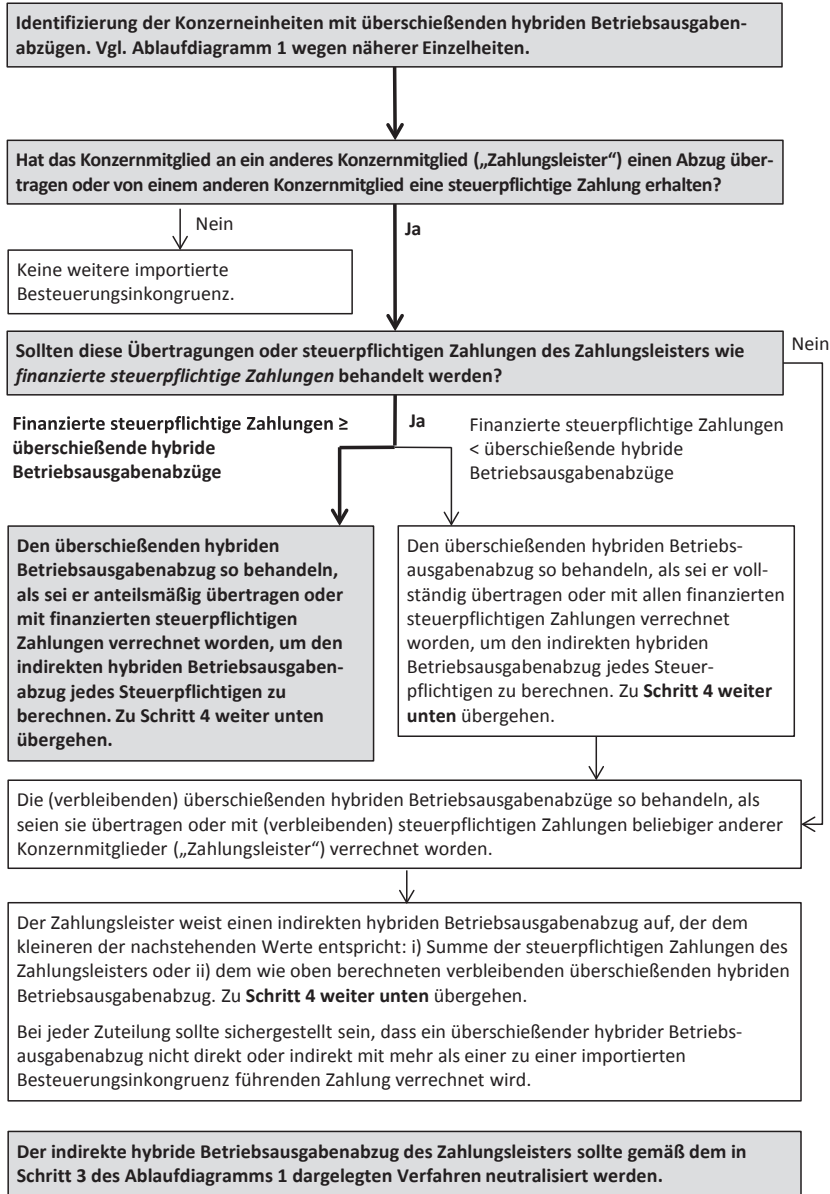 Identifizierung der Konzerneinheiten mit überschießenden hybriden Betriebsausgaben-
abzügen. Vgl. Ablaufdiagramm 1 wegen näherer Einzelheiten.
Hat das Konzernmitglied an ein anderes Konzernmitglied („Zahlungsleister“) einen Abzug über-
tragen oder von einem anderen Konzernmitglied eine steuerpflichtige Zahlung erhalten?
Nein
Ja
Keine weitere importierte
Besteuerungsinkongruenz.
Sollten diese Übertragungen oder steuerpflichtigen Zahlungen des Zahlungsleisters wie
finanzierte steuerpflichtige Zahlungen behandelt werden?
Nein
Finanzierte steuerpflichtige Zahlungen ≥
überschießende hybride
Betriebsausgabenabzüge
Ja
Finanzierte steuerpflichtige Zahlungen
< überschießende hybride
Betriebsausgabenabzüge
Den überschießenden hybriden
Betriebsausgabenabzug so behandeln,
als sei er anteilsmäßig übertragen oder
mit finanzierten steuerpflichtigen
Zahlungen verrechnet worden, um den
indirekten hybriden Betriebsausgaben-
abzug jedes Steuerpflichtigen zu
berechnen. Zu Schritt 4 weiter unten
übergehen.
Den überschießenden hybriden Betriebs-
ausgabenabzug so behandeln, als sei er voll-
ständig übertragen oder mit allen finanzierten
steuerpflichtigen Zahlungen verrechnet
worden, um den indirekten hybriden
Betriebsausgabenabzug jedes Steuer-
pflichtigen zu berechnen. Zu Schritt 4 weiter
unten übergehen.
Die (verbleibenden) überschießenden hybriden Betriebsausgabenabzüge so behandeln, als
seien sie übertragen oder mit (verbleibenden) steuerpflichtigen Zahlungen beliebiger anderer
Konzernmitglieder („Zahlungsleister“) verrechnet worden.
Der Zahlungsleister weist einen indirekten hybriden Betriebsausgabenabzug auf, der dem
kleineren der nachstehenden Werte entspricht: i) Summe der steuerpflichtigen Zahlungen des
Zahlungsleisters oder ii) dem wie oben berechneten verbleibenden überschießenden hybriden
Betriebsausgabenabzug. Zu Schritt 4 weiter unten übergehen.
Bei jeder Zuteilung sollte sichergestellt sein, dass ein überschießender hybrider Betriebs-
ausgabenabzug nicht direkt oder indirekt mit mehr als einer zu einer importierten
Besteuerungsinkongruenz führenden Zahlung verrechnet wird.
Der indirekte hybride Betriebsausgabenabzug des Zahlungsleisters sollte gemäß dem in
Schritt 3 des Ablaufdiagramms 1 dargelegten Verfahren neutralisiert werden.